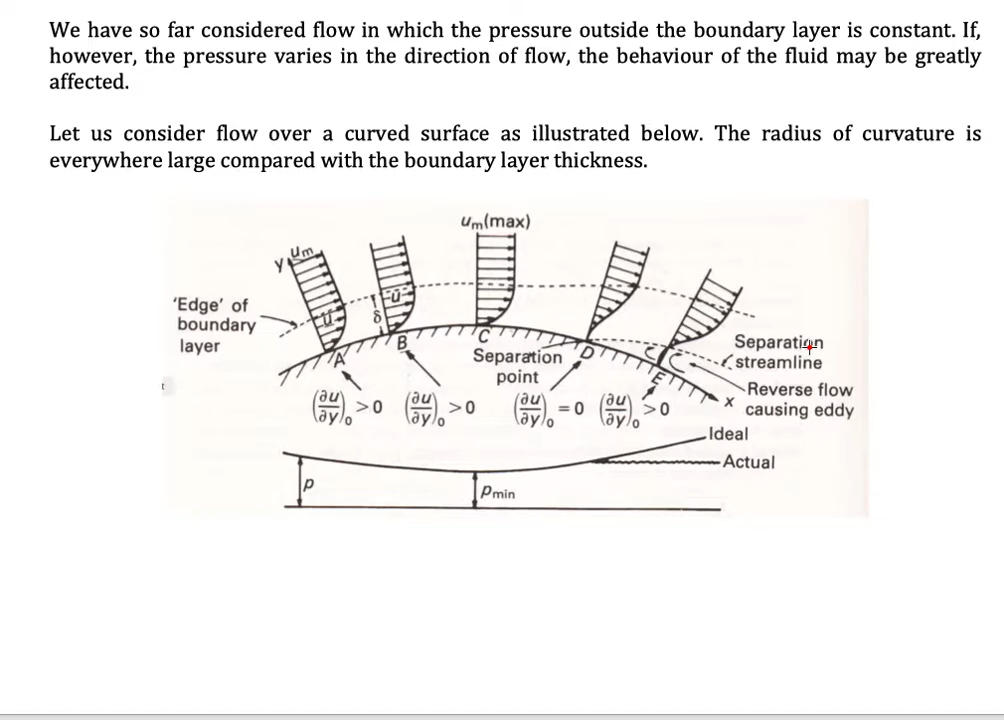 We have so far considered flow in which the pressure outside the boundary layer is constant. If,
however, the pressure varies in the direction of flow, the behaviour of the fluid may be greatly
affected.
Let us consider flow over a curved surface as illustrated below. The radius of curvature is
everywhere large compared with the boundary layer thickness.
um(max)
y um
'Edge' of
boundary
layer
u
u
δ
A
B
C
Separation
point
D
E
Separation
streamline
Reverse flow
causing eddy
x
(∂u/∂y)₀ >0 (∂u/∂y)₀ >0 (∂u/∂y)₀ =0 (∂u/∂y)₀ >0
Ideal
Actual
p
Pmin